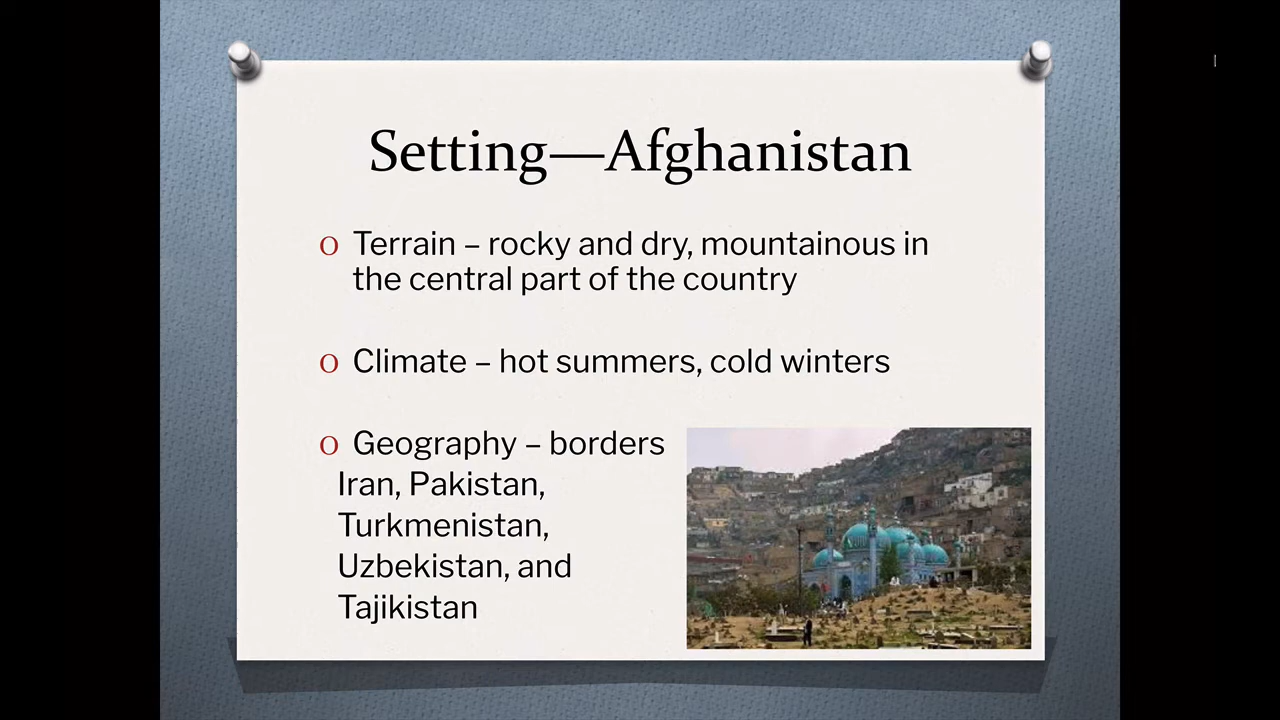 Setting—Afghanistan
O Terrain – rocky and dry, mountainous in
the central part of the country
O Climate – hot summers, cold winters
O Geography – borders
Iran, Pakistan,
Turkmenistan,
Uzbekistan, and
Tajikistan